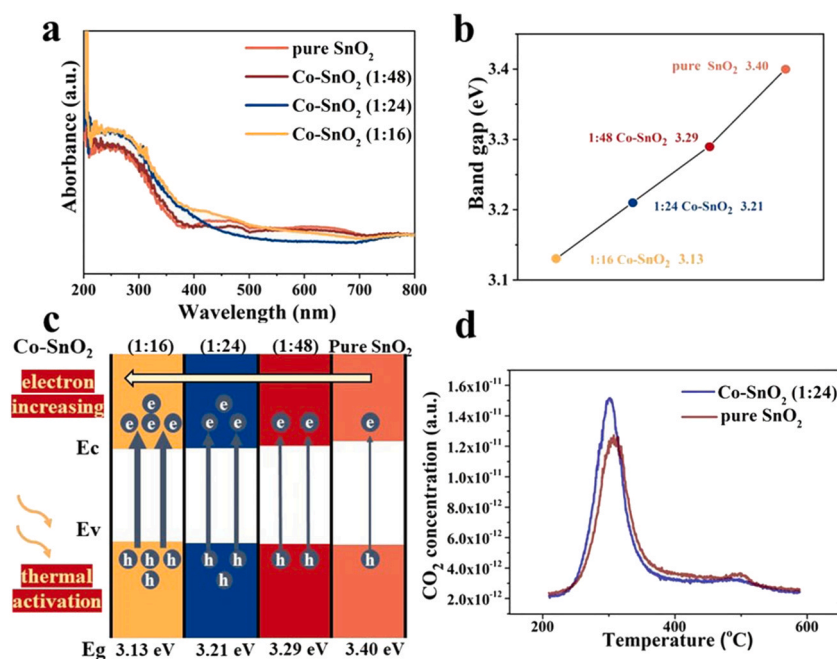 a
pure SnO₂
Co-SnO₂ (1:48)
Co-SnO₂ (1:24)
Co-SnO₂ (1:16)
Aborbance (a.u.)
200 300 400 500 600 700 800
Wavelength (nm)
b
3.4
3.3
3.2
3.1
Band gap (eV)
pure SnO₂ 3.40
1:48 Co-SnO₂ 3.29
1:24 Co-SnO₂ 3.21
1:16 Co-SnO₂ 3.13
c
Co-SnO₂ (1:16) (1:24) (1:48) Pure SnO₂
electron
increasing
e e
e e e e e e e e
Ec
Ev
h h h h h h h h
h h
thermal
activation
Eg 3.13 eV 3.21 eV 3.29 eV 3.40 eV
d
1.6x10⁻¹¹
1.4x10⁻¹¹
1.2x10⁻¹¹
1.0x10⁻¹¹
8.0x10⁻¹²
6.0x10⁻¹²
4.0x10⁻¹²
2.0x10⁻¹²
CO₂ concentration (a.u.)
Co-SnO₂ (1:24)
pure SnO₂
200 400 600
Temperature (°C)